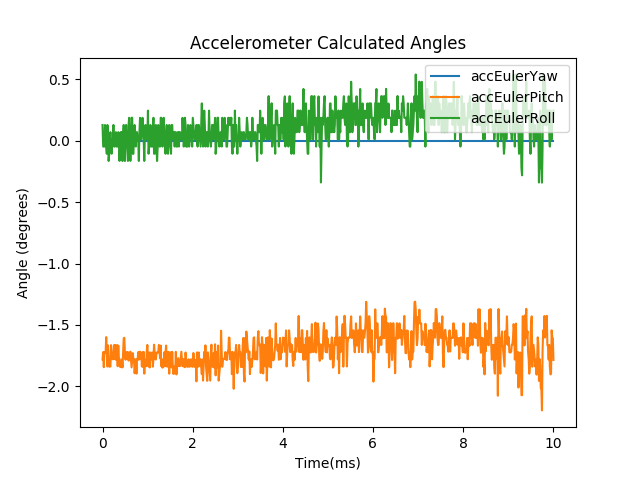 Accelerometer Calculated Angles
accEulerYaw
accEulerPitch
accEulerRoll
Angle (degrees)
0.5
0.0
−0.5
−1.0
−1.5
−2.0
0 2 4 6 8 10
Time(ms)